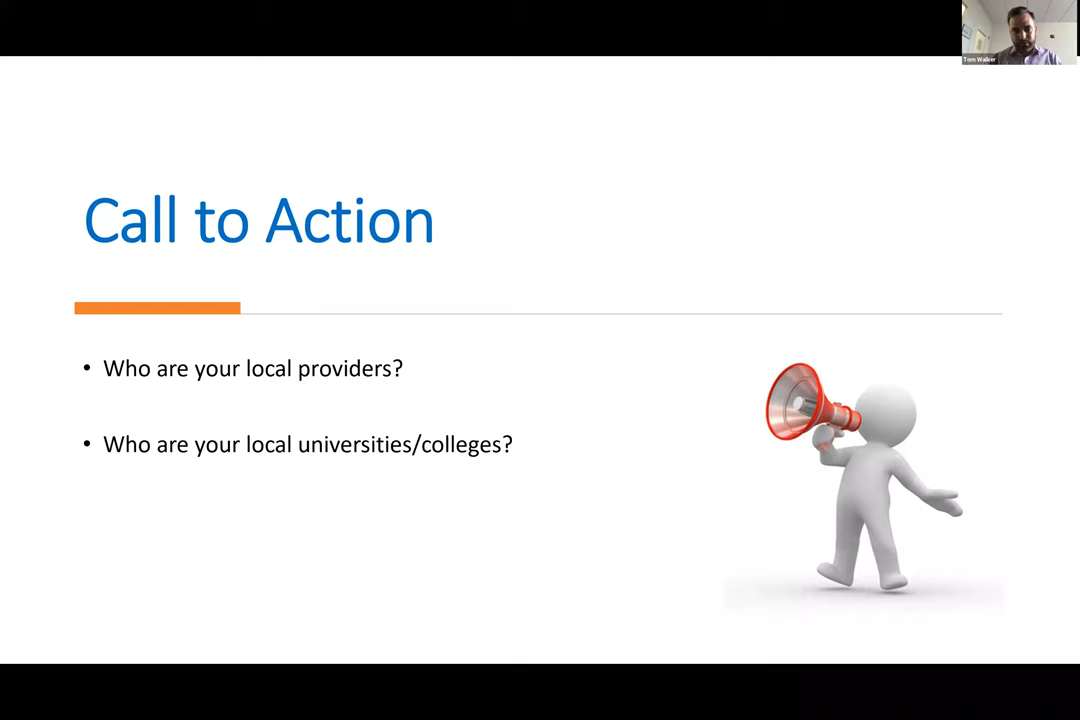 Tom Walker
Call to Action
• Who are your local providers?
• Who are your local universities/colleges?